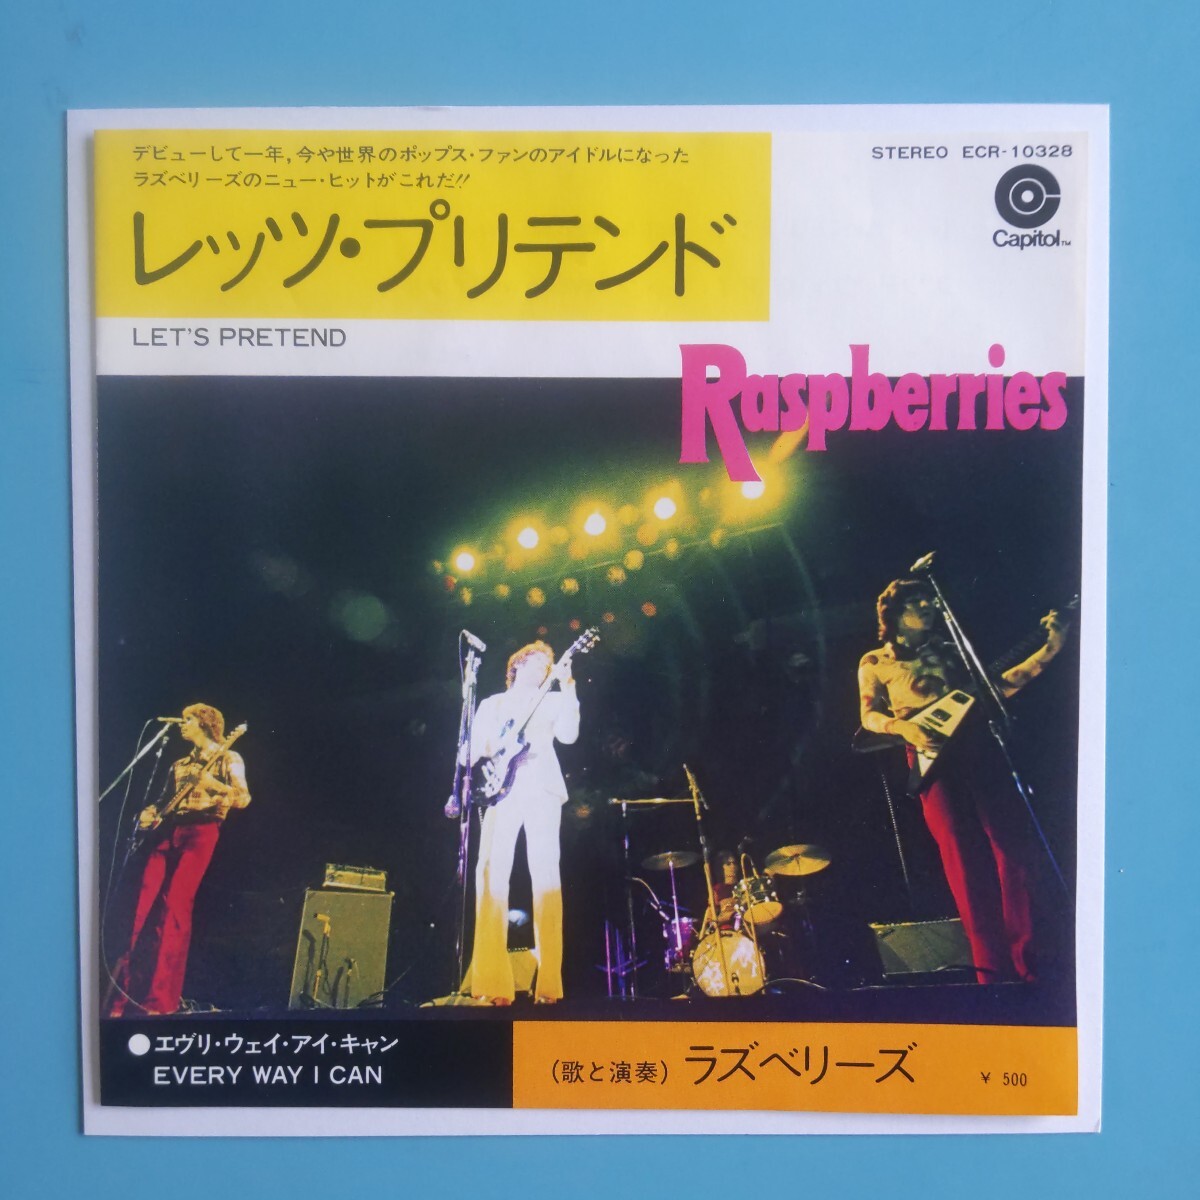 デビューして一年,今や世界のポップス・ファンのアイドルになった
ラズベリーズのニュー・ヒットがこれだ!!
レッツ・プリテンド
LET'S PRETEND
STEREO ECR-10328
Capitol™
Raspberries
●エヴリ・ウェイ・アイ・キャン
EVERY WAY I CAN
(歌と演奏) ラズベリーズ
¥ 500